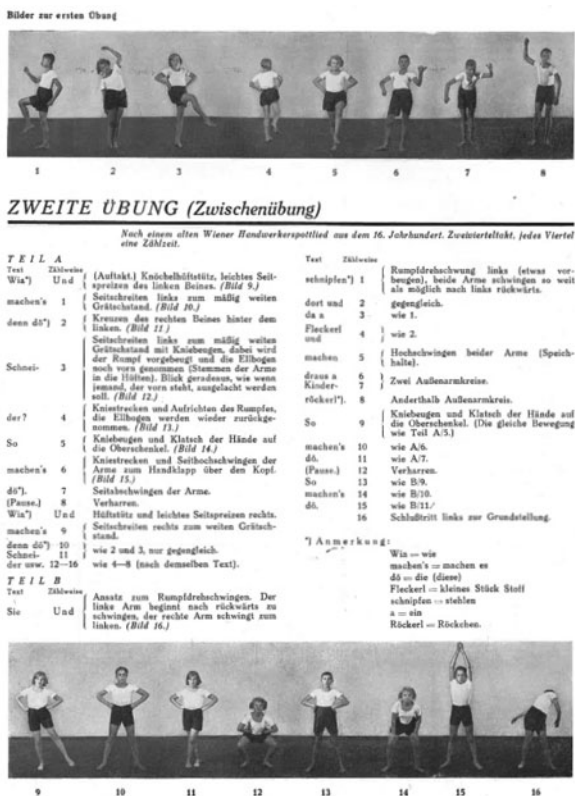 Bilder zur ersten Übung
1 2 3 4 5 6 7 8
ZWEITE ÜBUNG (Zwischenübung)
Nach einem alten Wiener Handwerkerspottlied aus dem 16. Jahrhundert. Zweivierteltakt, jedes Viertel
eine Zählzeit.
TEIL A
Text Zählweise
Wia*) Und (Auftakt.) Knöchelhüftstütz, leichtes Seit-
spreizen des linken Beines. (Bild 9.)
machen's 1 Seitschreiten links zum mäßig weiten
Grätschstand. (Bild 10.)
denn dö*) 2 Kreuzen des rechten Beines hinter dem
linken. (Bild 11.)
Schnei- 3 Seitschreiten links zum mäßig weit
Grätschstand mit Kniebeugen, dabei wird
der Rumpf vorgebeugt und die Ellbogen
noch vorn genommen (Stemmen der Arme
in die Hüften). Blick geradeaus, wie wenn
jemand, der vorn steht, ausgelacht werden
soll. (Bild 12.)
der? 4 Kniestrecken und Aufrichten des Rumpfes,
die Ellbogen werden wieder zurückge-
nommen. (Bild 13.)
So 5 Kniebeugen und Klatsch der Hände auf
die Oberschenkel. (Bild 14.)
machen's 6 Kniestrecken und Seithochschwingen der
Arme zum Handklapp über den Kopf.
(Bild 15.)
dö*). 7 Seitabschwingen der Arme.
(Pause.) 8 Verharren.
Wia*) Und Hüftstütz und leichtes Seitspreizen rechts.
machen's 9 Seitschreiten rechts zum weiten Grätsch-
stand.
denn dö*) 10 wie 2 und 3, nur gegengleich.
Schnei- 11
der usw. 12—16 wie 4—8 (nach demselben Text).
TEIL B
Text Zählweise
Sie Und Ansatz zum Rumpfdrehschwingen. Der
linke Arm beginnt nach rückwärts zu
schwingen, der rechte Arm schwingt zum
linken. (Bild 16.)
Text Zählweise
schnipfen*) 1 Rumpfdrehschwung links (etwas vor-
beugen), beide Arme schwingen so weit
als möglich nach links rückwärts.
dort und 2 gegengleich.
da a 3 wie 1.
Fleckerl
und 4 wie 2.
machen 5 Hochschwingen beider Arme (Speich-
halte).
draus a 6 Zwei Außenarmkreise.
Kinder- 7
röckerl*). 8 Anderthalb Außenarmkreise.
So 9 Kniebeugen und Klatsch der Hände auf
die Oberschenkel. (Die gleiche Bewegung
wie Teil A/5.)
machen's 10 wie A/6.
dö. 11 wie A/7.
(Pause.) 12 Verharren.
So 13 wie B/9.
machen's 14 wie B/10.
dö. 15 wie B/11/
16 Schlußtritt links zur Grundstellung.
*) Anmerkung:
Wia = wie
machen's = machen es
dö = die (diese)
Fleckerl = kleines Stück Stoff
schnipfen = stehlen
a = ein
Röckerl = Röckchen.
9 10 11 12 13 14 15 16